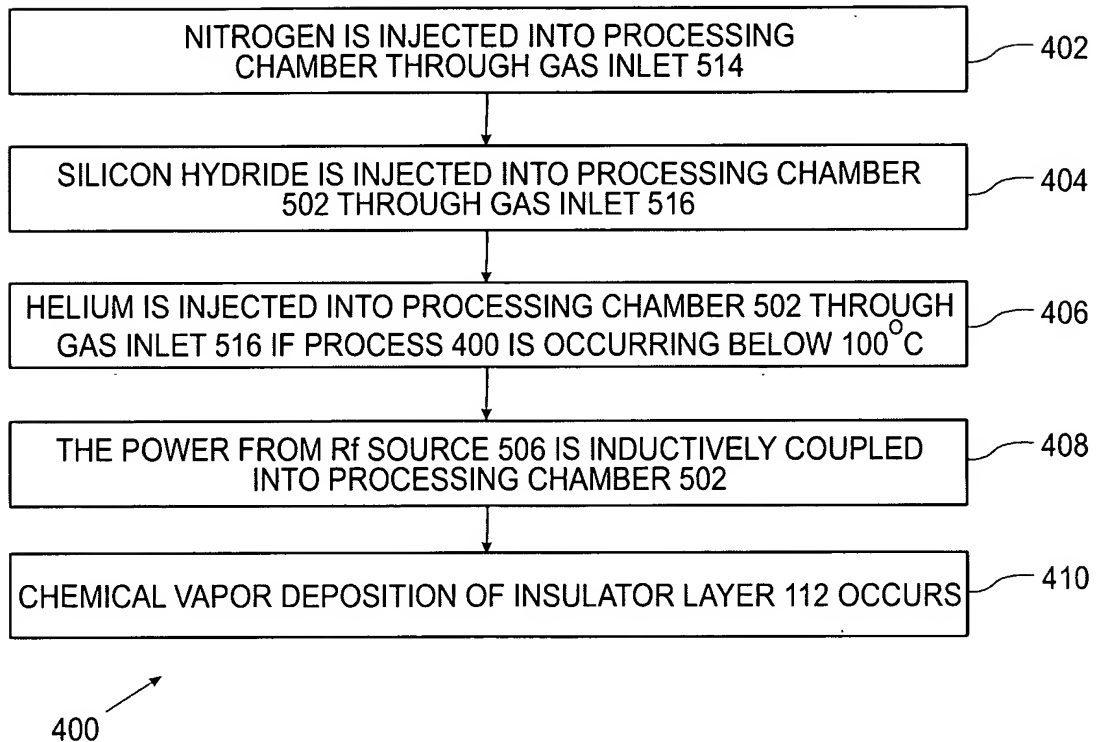 NITROGEN IS INJECTED INTO PROCESSING
CHAMBER THROUGH GAS INLET 514
402
SILICON HYDRIDE IS INJECTED INTO PROCESSING CHAMBER
502 THROUGH GAS INLET 516
404
HELIUM IS INJECTED INTO PROCESSING CHAMBER 502 THROUGH
GAS INLET 516 IF PROCESS 400 IS OCCURRING BELOW 100°C
406
THE POWER FROM Rf SOURCE 506 IS INDUCTIVELY COUPLED
INTO PROCESSING CHAMBER 502
408
CHEMICAL VAPOR DEPOSITION OF INSULATOR LAYER 112 OCCURS
410
400